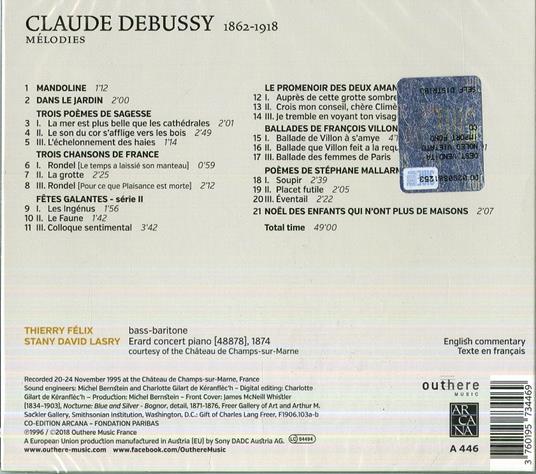 CLAUDE DEBUSSY 1862-1918
MÉLODIES
1 MANDOLINE 1'12
2 DANS LE JARDIN 2'00
TROIS POÈMES DE SAGESSE
3 I. La mer est plus belle que les cathédrales 2'01
4 II. Le son du cor s'afflige vers les bois 2'49
5 III. L'échelonnement des haies 1'14
TROIS CHANSONS DE FRANCE
6 I. Rondel [Le temps a laissié son manteau] 0'59
7 II. La grotte 2'25
8 III. Rondel [Pour ce que Plaisance est morte] 2'12
FÊTES GALANTES - série II
9 I. Les Ingénus 1'56
10 II. Le Faune 1'42
11 III. Colloque sentimental 3'42
LE PROMENOIR DES DEUX AMAN
12 I. Auprès de cette grotte sombre
13 II. Crois mon conseil, chère Climè
14 III. Je tremble en voyant ton visag
BALLADES DE FRANÇOIS VILLON
15 I. Ballade de Villon à s'amye 4'
16 II. Ballade que Villon feit a la requ
17 III. Ballade des femmes de Paris
POÈMES DE STÉPHANE MALLARM
18 I. Soupir 2'39
19 II. Placet futile 2'05
20 III. Éventail 2'22
21 NOËL DES ENFANTS QUI N'ONT PLUS DE MAISONS 2'07
Total time 49'00
THIERRY FÉLIX bass-baritone
STANY DAVID LASRY Erard concert piano [48878], 1874
courtesy of the Château de Champs-sur-Marne
English commentary
Texte en français
Recorded 20-24 November 1995 at the Château de Champs-sur-Marne, France
Sound engineers: Michel Bernstein and Charlotte Gilart de Kéranfléc'h – Digital editing: Charlotte
Gilart de Kéranfléc'h – Production: Michel Bernstein – Front Cover: James McNeill Whistler
(1834-1903), Nocturne: Blue and Silver - Bognor, detail, 1871-1876, Freer Gallery of Art and Arthur M.
Sackler Gallery, Smithsonian Institution, Washington, D.C.: Gift of Charles Lang Freer, F1906.103a-b
CO-EDITION ARCANA – FONDATION PARIBAS
©1996 / ©2018 Outhere Music France
A European Union production manufactured in Austria [EU] by Sony DADC Austria AG.
www.outhere-music.com www.facebook.com/OuthereMusic
outhere
MUSIC
AR
CA
NA
A 446
3 760195 734469